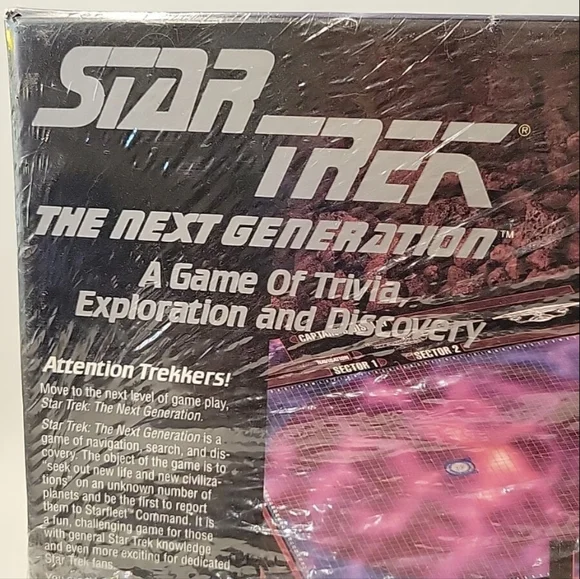 STAR
TREK®
THE NEXT GENERATION™
A Game Of Trivia,
Exploration and Discovery
CAPTAIN'S
SECTOR 1
SECTOR 2
Attention Trekkers!
Move to the next level of game play,
Star Trek: The Next Generation.
Star Trek: The Next Generation is a
game of navigation, search, and dis-
covery. The object of the game is to
"seek out new life and new civiliza-
tions" on an unknown number of
planets and be the first to report
them to Starfleet™ Command. It is
a fun, challenging game for those
with general Star Trek knowledge
and even more exciting for dedicated
Star Trek fans.